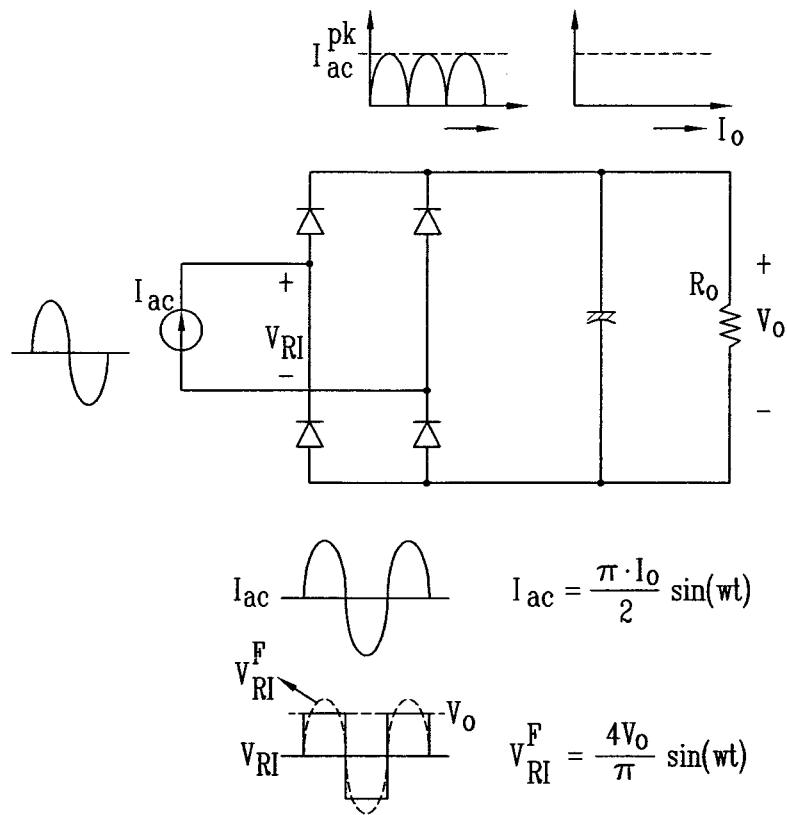 I_ac^pk
I_o
I_ac
+
V_RI
−
R_o
+
V_o
−
I_ac
I_ac = π·I_o / 2 sin(wt)
V_RI^F
V_o
V_RI
V_RI^F = 4V_o / π sin(wt)